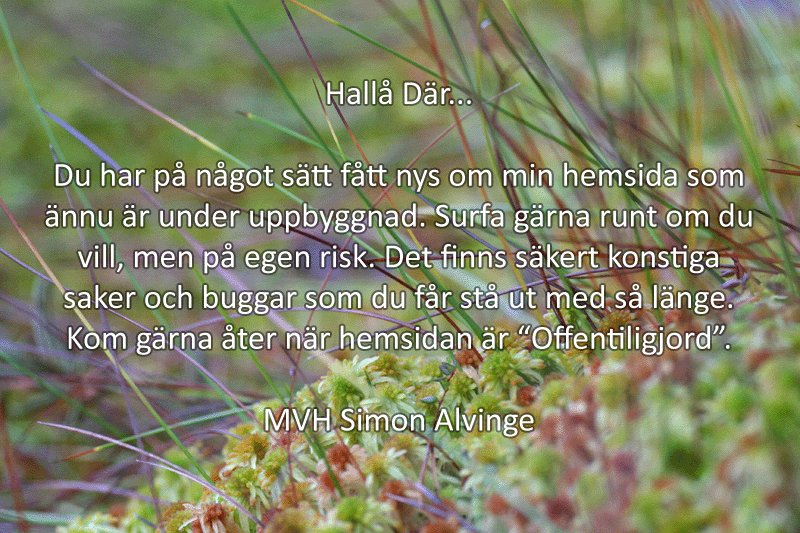 Hallå Där...
Du har på något sätt fått nys om min hemsida som
ännu är under uppbyggnad. Surfa gärna runt om du
vill, men på egen risk. Det finns säkert konstiga
saker och buggar som du får stå ut med så länge.
Kom gärna åter när hemsidan är “Offentiligjord”.
MVH Simon Alvinge